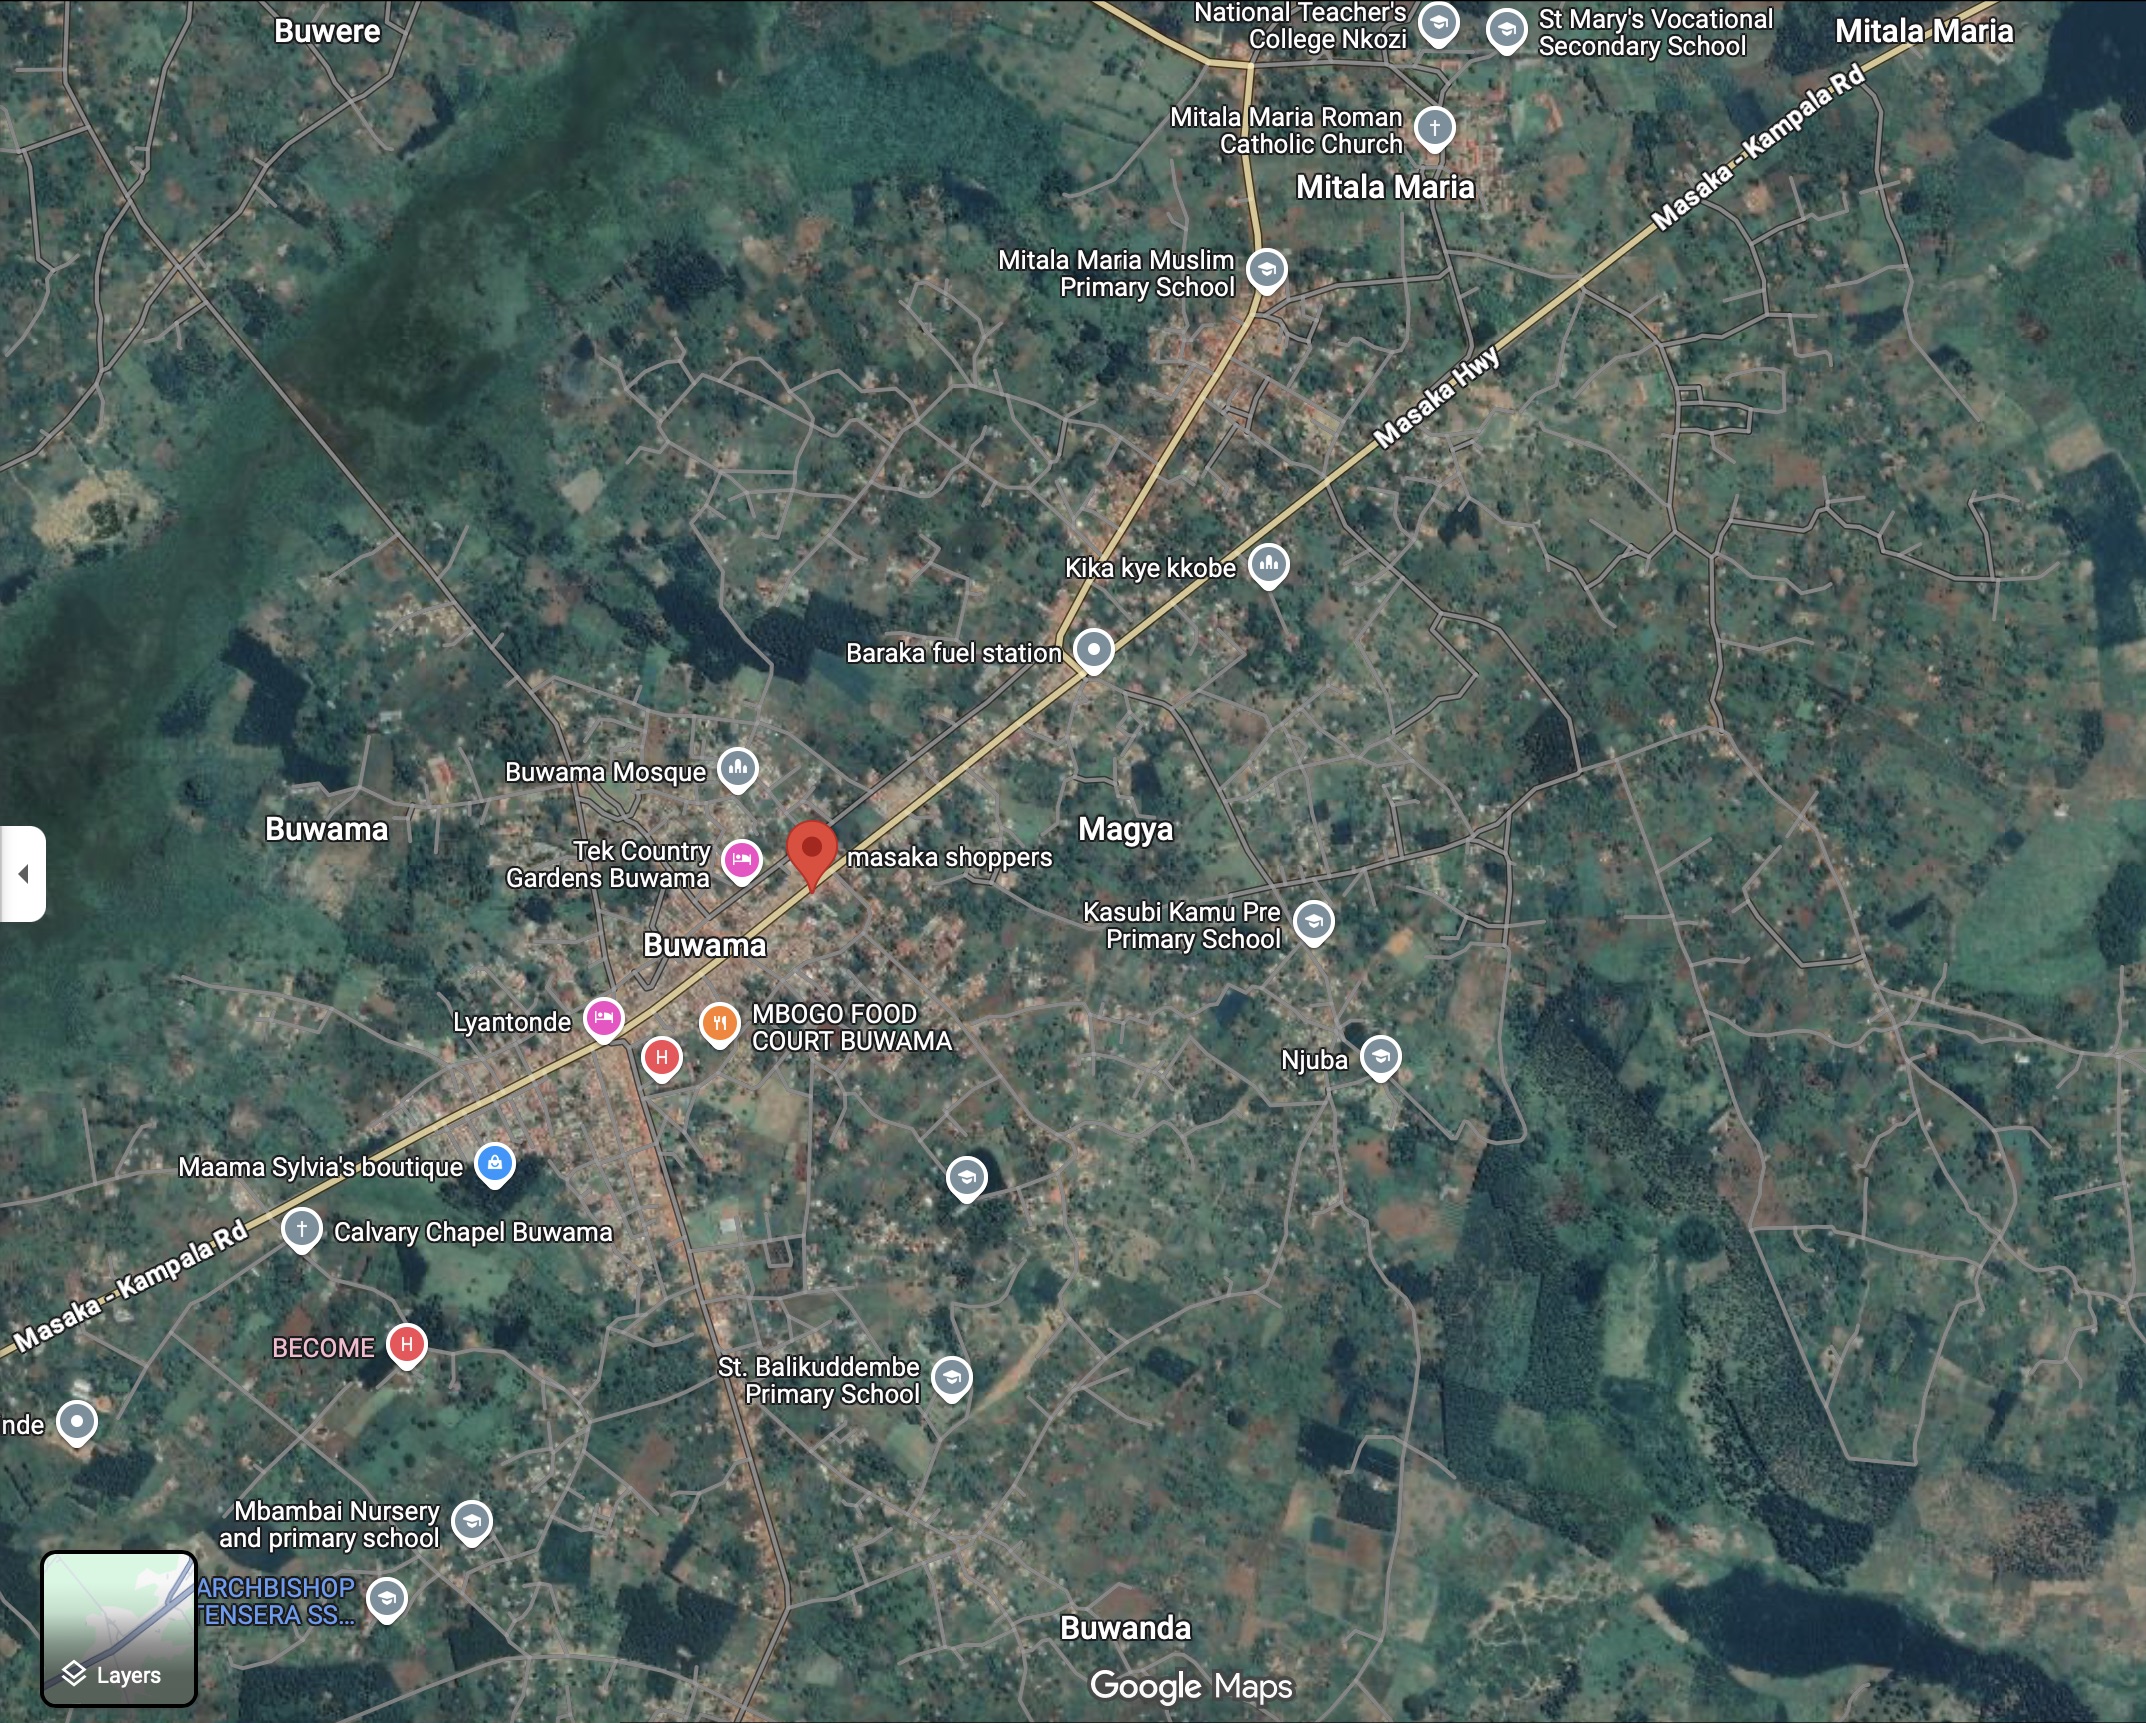 Buwere
National Teacher's
College Nkozi
St Mary's Vocational
Secondary School
Mitala Maria
Masaka - Kampala Rd
Mitala Maria Roman
Catholic Church
Mitala Maria
Mitala Maria Muslim
Primary School
Masaka Hwy
Kika kye kkobe
Baraka fuel station
Buwama Mosque
Buwama
Magya
Tek Country
Gardens Buwama
masaka shoppers
Kasubi Kamu Pre
Primary School
Buwama
Lyantonde
MBOGO FOOD
COURT BUWAMA
H
Njuba
Maama Sylvia's boutique
Calvary Chapel Buwama
Masaka - Kampala Rd
BECOME
H
St. Balikuddembe
Primary School
nde
Mbambai Nursery
and primary school
ARCHBISHOP
TENSERA SS...
Buwanda
Layers
Google Maps